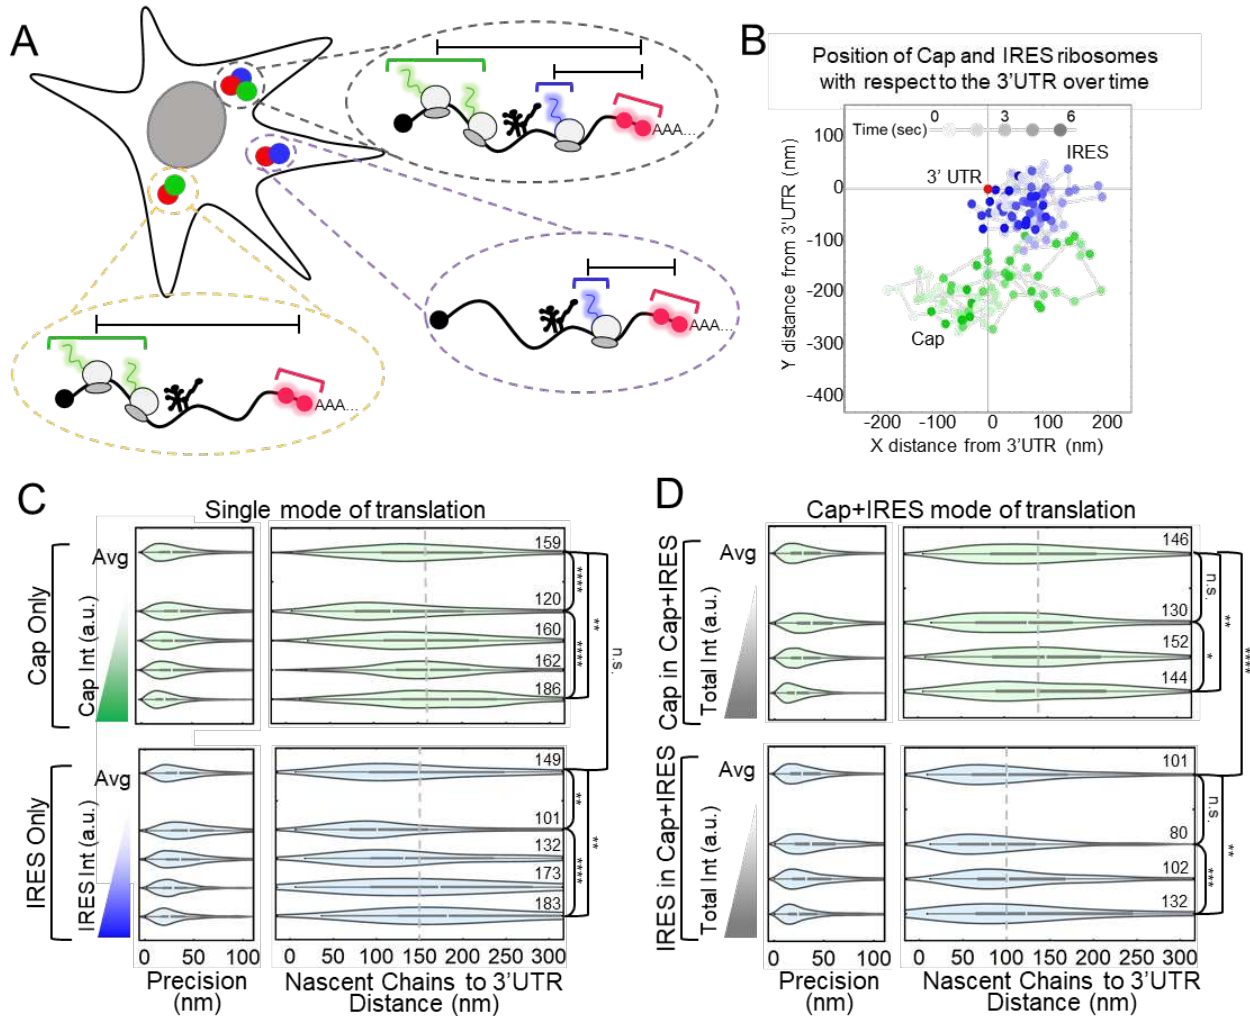 A
AAA...
AAA...
AAA...
B
Position of Cap and IRES ribosomes
with respect to the 3'UTR over time
Time (sec) 0 3 6
IRES
3' UTR
Cap
100
0
-100
-200
-300
-400
Y distance from 3'UTR (nm)
-200 -100 0 100 200
X distance from 3'UTR (nm)
C
Single mode of translation
Cap Only
Avg
Cap Int (a.u.)
159
120
160
162
186
****
****
**
n.s.
IRES Only
Avg
IRES Int (a.u.)
149
101
132
173
183
**
****
**
0 50 100
Precision
(nm)
0 50 100 150 200 250 300
Nascent Chains to 3'UTR
Distance (nm)
D
Cap+IRES mode of translation
Cap in Cap+IRES
Avg
Total Int (a.u.)
146
130
152
144
n.s.
*
**
****
IRES in Cap+IRES
Avg
Total Int (a.u.)
101
80
102
132
n.s.
***
**
0 50 100
Precision
(nm)
0 50 100 150 200 250 300
Nascent Chains to 3'UTR
Distance (nm)